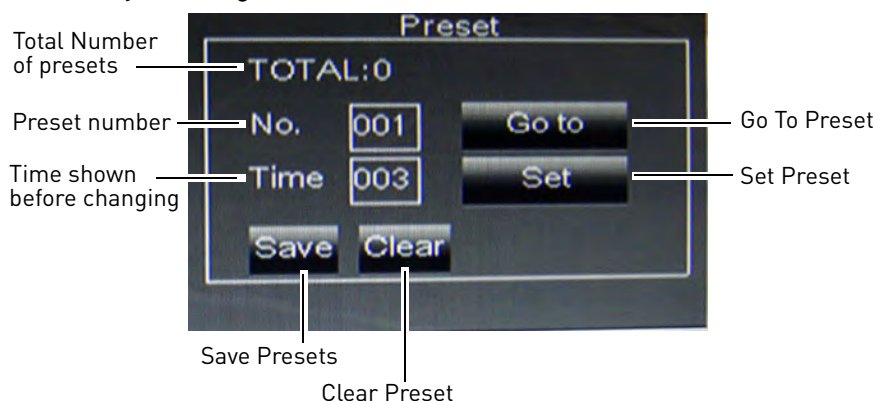 Preset
Total Number
of presets
TOTAL:0
Preset number
No.
001
Go to
Go To Preset
Time shown
before changing
Time
003
Set
Set Preset
Save
Clear
Save Presets
Clear Preset